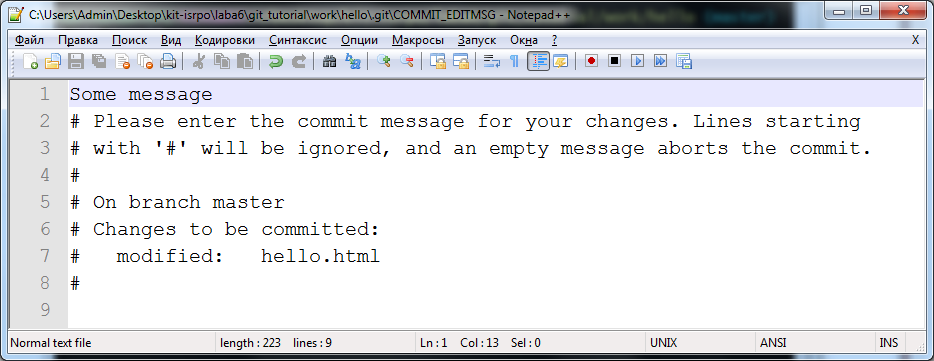 C:\Users\Admin\Desktop\kit-isrpo\laba6\git_tutorial\work\hello\.git\COMMIT_EDITMSG - Notepad++
Файл Правка Поиск Вид Кодировки Синтаксис Опции Макросы Запуск Окна ? X
1 Some message
2 # Please enter the commit message for your changes. Lines starting
3 # with '#' will be ignored, and an empty message aborts the commit.
4 #
5 # On branch master
6 # Changes to be committed:
7 #   modified:   hello.html
8 #
9
Normal text file length : 223 lines : 9 Ln : 1 Col : 13 Sel : 0 UNIX ANSI INS